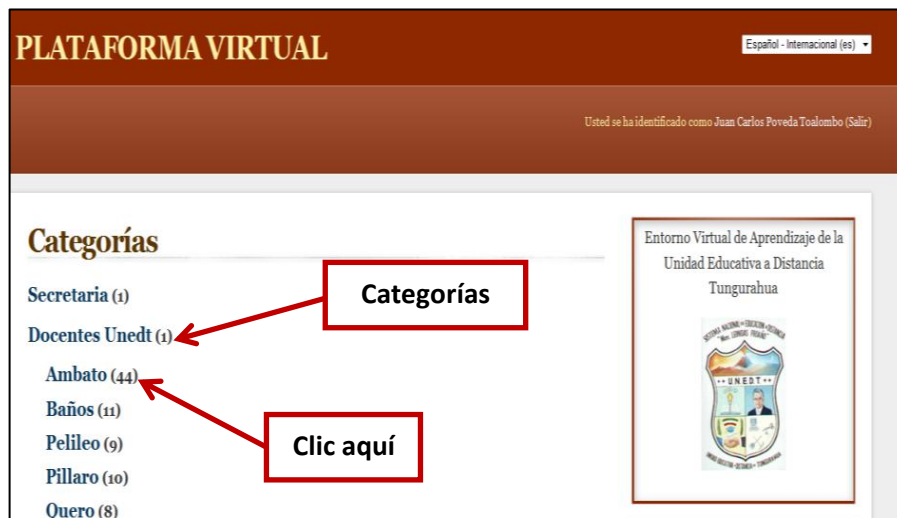 PLATAFORMA VIRTUAL
Español - Internacional (es)
Usted se ha identificado como Juan Carlos Poveda Toalombo (Salir)
Categorías
Secretaria (1)
Docentes Unedt (1)
Ambato (44)
Baños (11)
Pelileo (9)
Pillaro (10)
Quero (8)
Categorías
Clic aquí
Entorno Virtual de Aprendizaje de la
Unidad Educativa a Distancia
Tungurahua
UNEDT